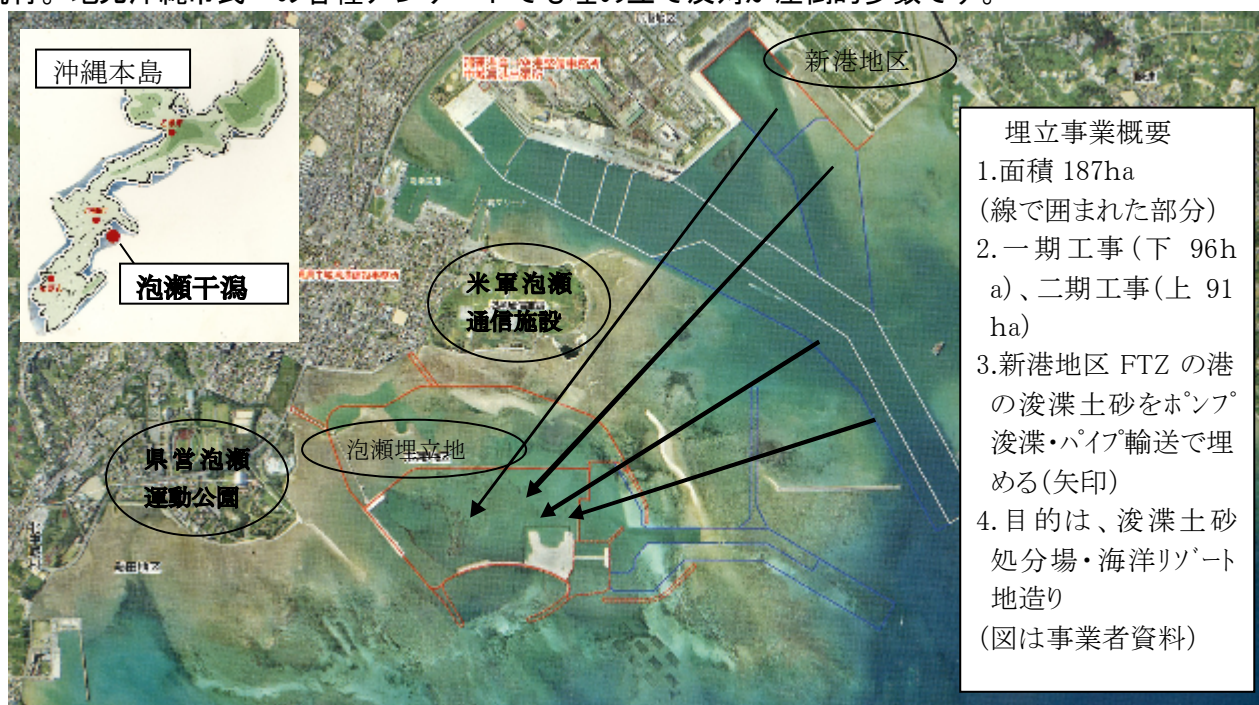 沖縄本島
泡瀬干潟
新港地区
米軍泡瀬
通信施設
泡瀬埋立地
県営泡瀬
運動公園
埋立事業概要
1.面積 187ha
(線で囲まれた部分)
2.一期工事(下 96h
a)、二期工事(上 91
ha)
3.新港地区 FTZ の港
の浚渫土砂をﾎﾟﾝﾌﾟ
浚渫・ﾊﾟｲﾌﾟ輸送で埋
める(矢印)
4.目的は、浚渫土砂
処分場・海洋ﾘｿﾞｰﾄ
地造り
(図は事業者資料)